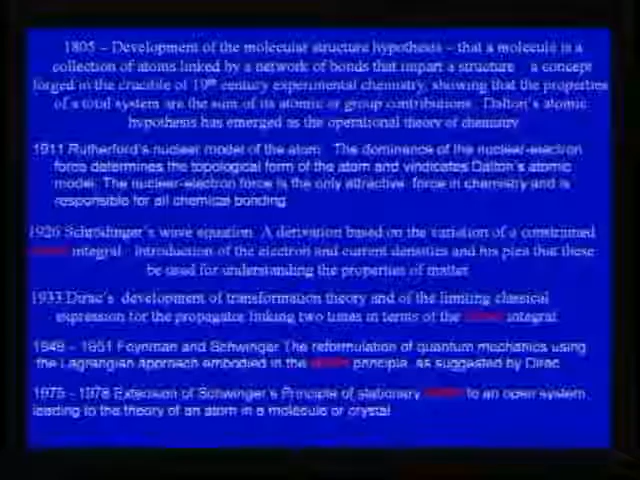 1805 – Development of the molecular structure hypothesis – that a molecule is a
collection of atoms linked by a network of bonds that impart a structure – a concept
forged in the crucible of 19th century experimental chemistry, showing that the properties
of a total system are the sum of its atomic or group contributions. Dalton's atomic
hypothesis has emerged as the operational theory of chemistry
1911 Rutherford's nuclear model of the atom. The dominance of the nuclear-electron
force determines the topological form of the atom and vindicates Dalton's atomic
model. The nuclear-electron force is the only attractive force in chemistry and is
responsible for all chemical bonding
1926 Schrödinger's wave equation. A derivation based on the variation of a constrained
integral - introduction of the electron and current densities and his plea that these
be used for understanding the properties of matter
1933 Dirac's development of transformation theory and of the limiting classical
expression for the propagator linking two times in terms of the integral
1948 - 1951 Feynman and Schwinger The reformulation of quantum mechanics using
the Lagrangian approach embodied in the principle, as suggested by Dirac
1975 - 1978 Extension of Schwinger's Principle of stationary to an open system
leading to the theory of an atom in a molecule or crystal